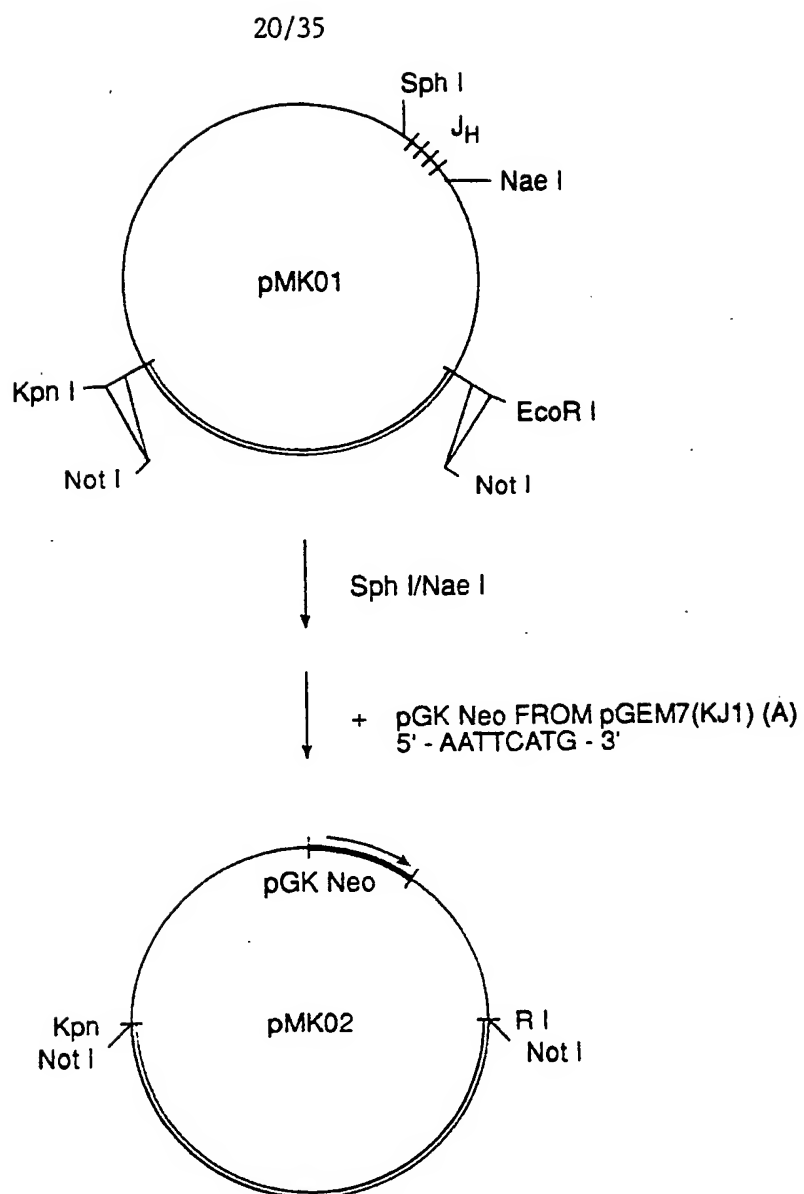 20/35
Sph I
JH
Nae I
pMK01
Kpn I
EcoR I
Not I
Not I
Sph I/Nae I
+ pGK Neo FROM pGEM7(KJ1) (A)
5' - AATTCATG - 3'
pGK Neo
Kpn
Not I
pMK02
R I
Not I